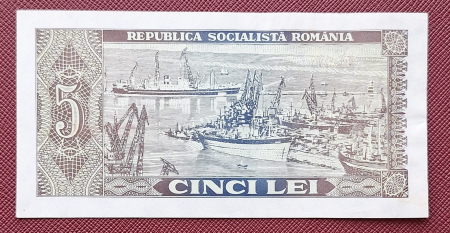 REPUBLICA SOCIALISTĂ ROMÂNIA
5
CINCI LEI